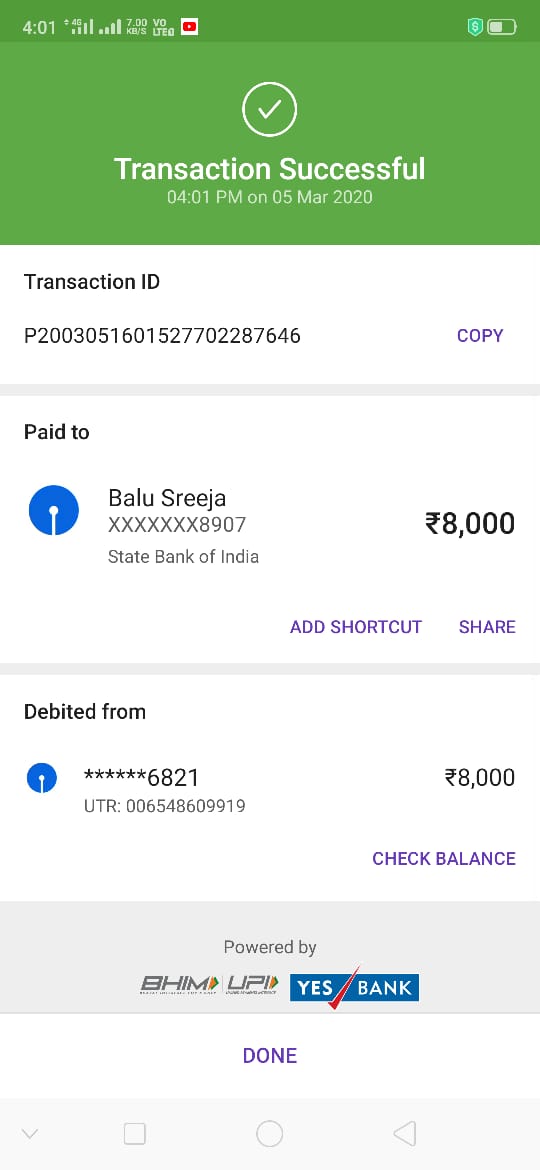 4:01 4G 7.00 KB/S VO LTE
Transaction Successful
04:01 PM on 05 Mar 2020
Transaction ID
P2003051601527702287646 COPY
Paid to
Balu Sreeja
XXXXXXX8907 ₹8,000
State Bank of India
ADD SHORTCUT SHARE
Debited from
******6821 ₹8,000
UTR: 006548609919
CHECK BALANCE
Powered by
BHIM UPI YES BANK
DONE